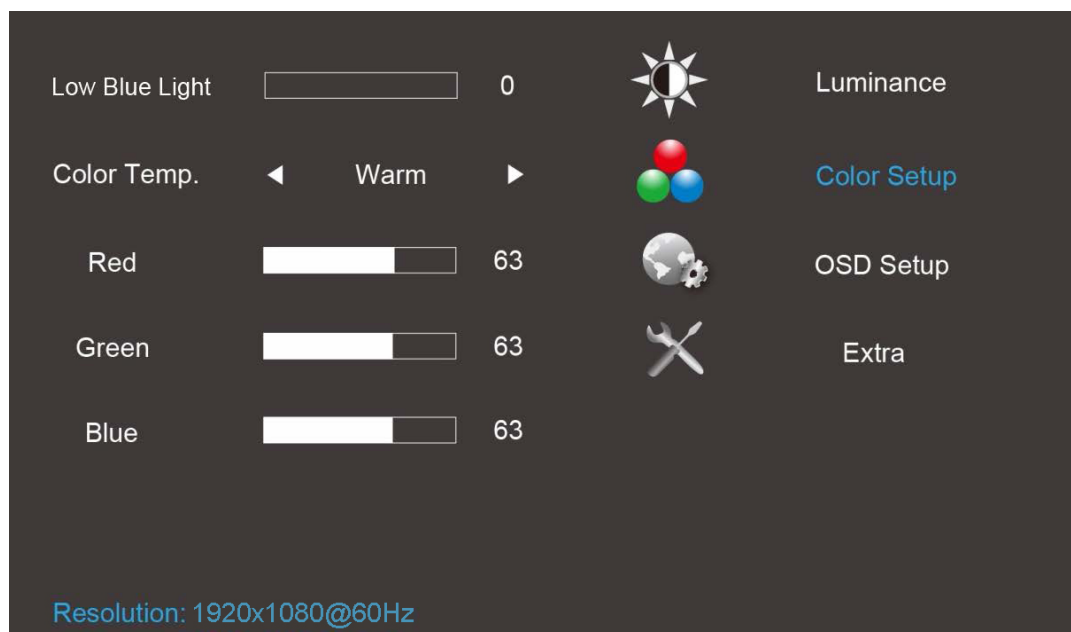 Low Blue Light 0
Color Temp. Warm
Red 63
Green 63
Blue 63
Luminance
Color Setup
OSD Setup
Extra
Resolution: 1920x1080@60Hz